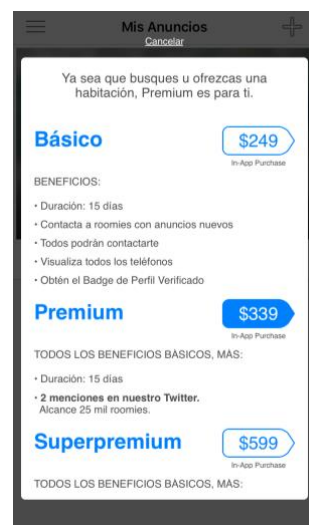 Mis Anuncios
Cancelar
Ya sea que busques u ofrezcas una
habitación, Premium es para ti.
Básico
$249
In-App Purchase
BENEFICIOS:
• Duración: 15 días
• Contacta a roomies con anuncios nuevos
• Todos podrán contactarte
• Visualiza todos los teléfonos
• Obtén el Badge de Perfil Verificado
Premium
$339
In-App Purchase
TODOS LOS BENEFICIOS BÁSICOS, MÁS:
• Duración: 15 días
• 2 menciones en nuestro Twitter.
Alcance 25 mil roomies.
Superpremium
$599
In-App Purchase
TODOS LOS BENEFICIOS BÁSICOS, MÁS: